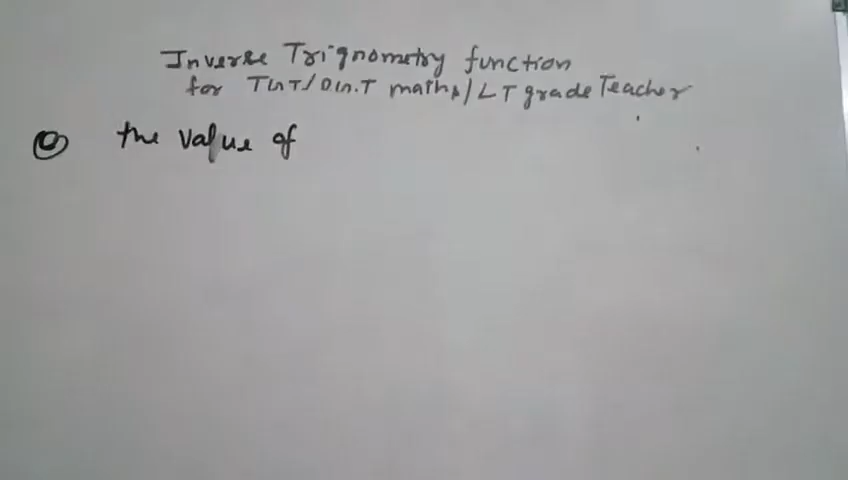 Inverse Trignometry function
for TGT/PGT maths/LT grade Teacher
the value of